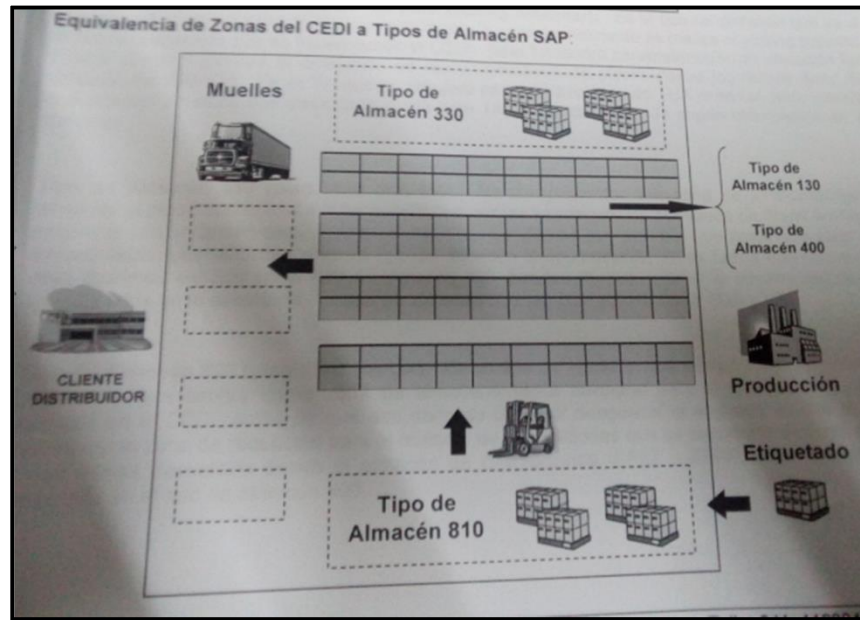 Equivalencia de Zonas del CEDI a Tipos de Almacén SAP:
Muelles
Tipo de
Almacén 330
Tipo de
Almacén 130
Tipo de
Almacén 400
CLIENTE
DISTRIBUIDOR
Producción
Etiquetado
Tipo de
Almacén 810